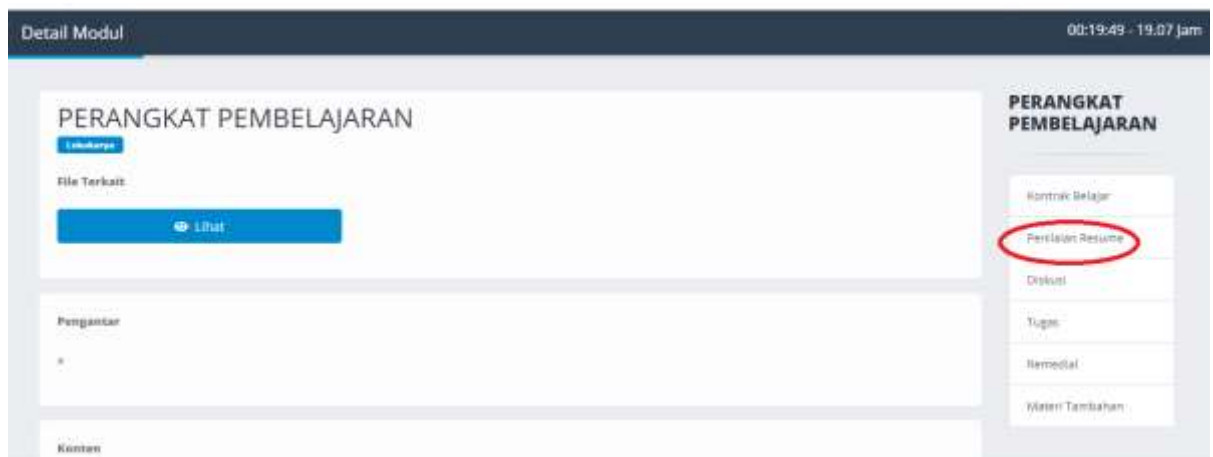 Detail Modul
00:19:49 - 19.07 Jam
PERANGKAT PEMBELAJARAN
Lokakarya
File Terkait
Lihat
Pengantar
Konten
PERANGKAT
PEMBELAJARAN
Kontrak Belajar
Penilaian Resume
Diskusi
Tugas
Remedial
Materi Tambahan